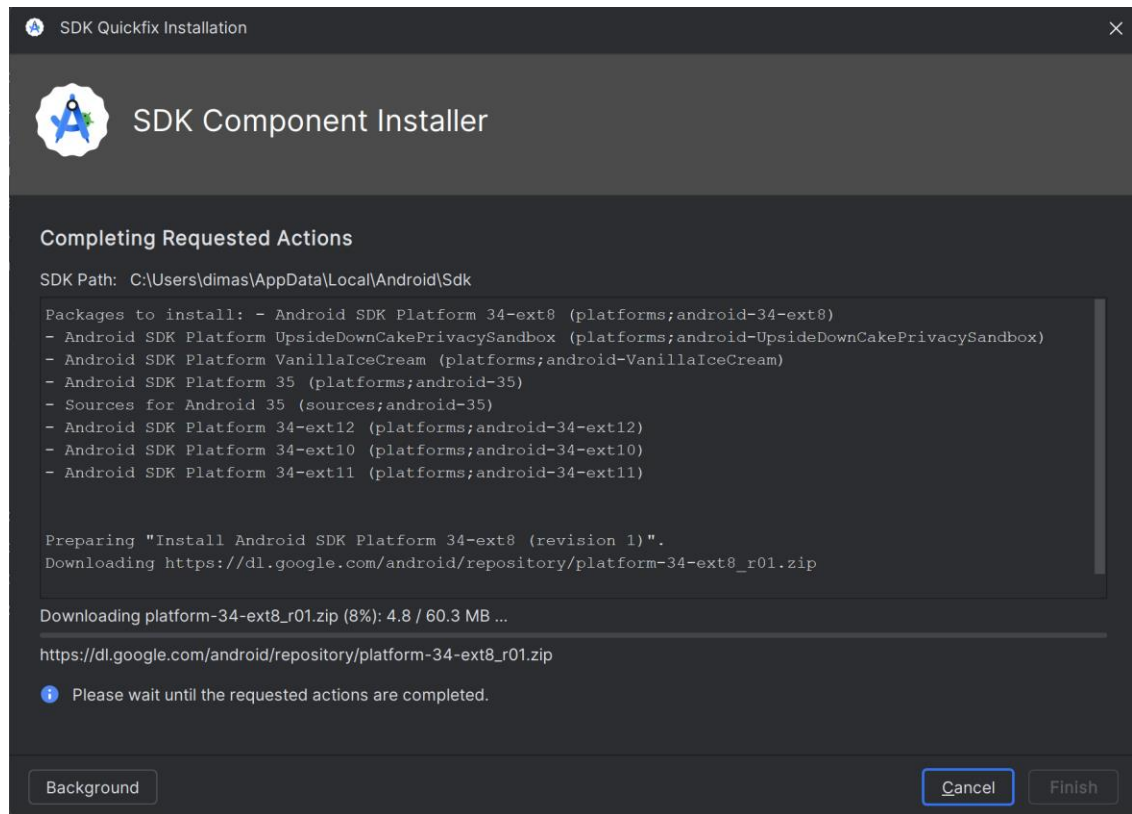 SDK Quickfix Installation
SDK Component Installer
Completing Requested Actions
SDK Path: C:\Users\dimas\AppData\Local\Android\Sdk
Packages to install: - Android SDK Platform 34-ext8 (platforms;android-34-ext8)
- Android SDK Platform UpsideDownCakePrivacySandbox (platforms;android-UpsideDownCakePrivacySandbox)
- Android SDK Platform VanillaIceCream (platforms;android-VanillaIceCream)
- Android SDK Platform 35 (platforms;android-35)
- Sources for Android 35 (sources;android-35)
- Android SDK Platform 34-ext12 (platforms;android-34-ext12)
- Android SDK Platform 34-ext10 (platforms;android-34-ext10)
- Android SDK Platform 34-ext11 (platforms;android-34-ext11)
Preparing "Install Android SDK Platform 34-ext8 (revision 1)".
Downloading https://dl.google.com/android/repository/platform-34-ext8_r01.zip
Downloading platform-34-ext8_r01.zip (8%): 4.8 / 60.3 MB ...
https://dl.google.com/android/repository/platform-34-ext8_r01.zip
Please wait until the requested actions are completed.
Background Cancel Finish